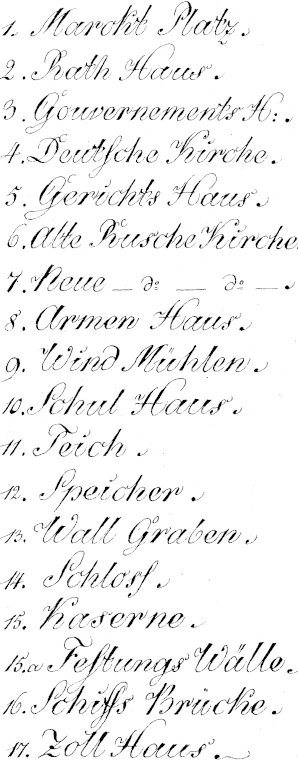 1. Marckt Platz.
2. Rath Haus.
3. Gouvernements H:.
4. Deutſche Kirche.
5. Gerichts Haus.
6. Alte Rusche Kirche
7. Neue — do — do —.
8. Armen Haus.
9. Wind Mühlen.
10. Schul Haus.
11. Teich.
12. Speicher.
13. Wall Graben.
14. Schloſſ.
15. Kaserne.
15.a Feſtungs Wälle.
16. Schiffs Brücke.
17. Zoll Haus.